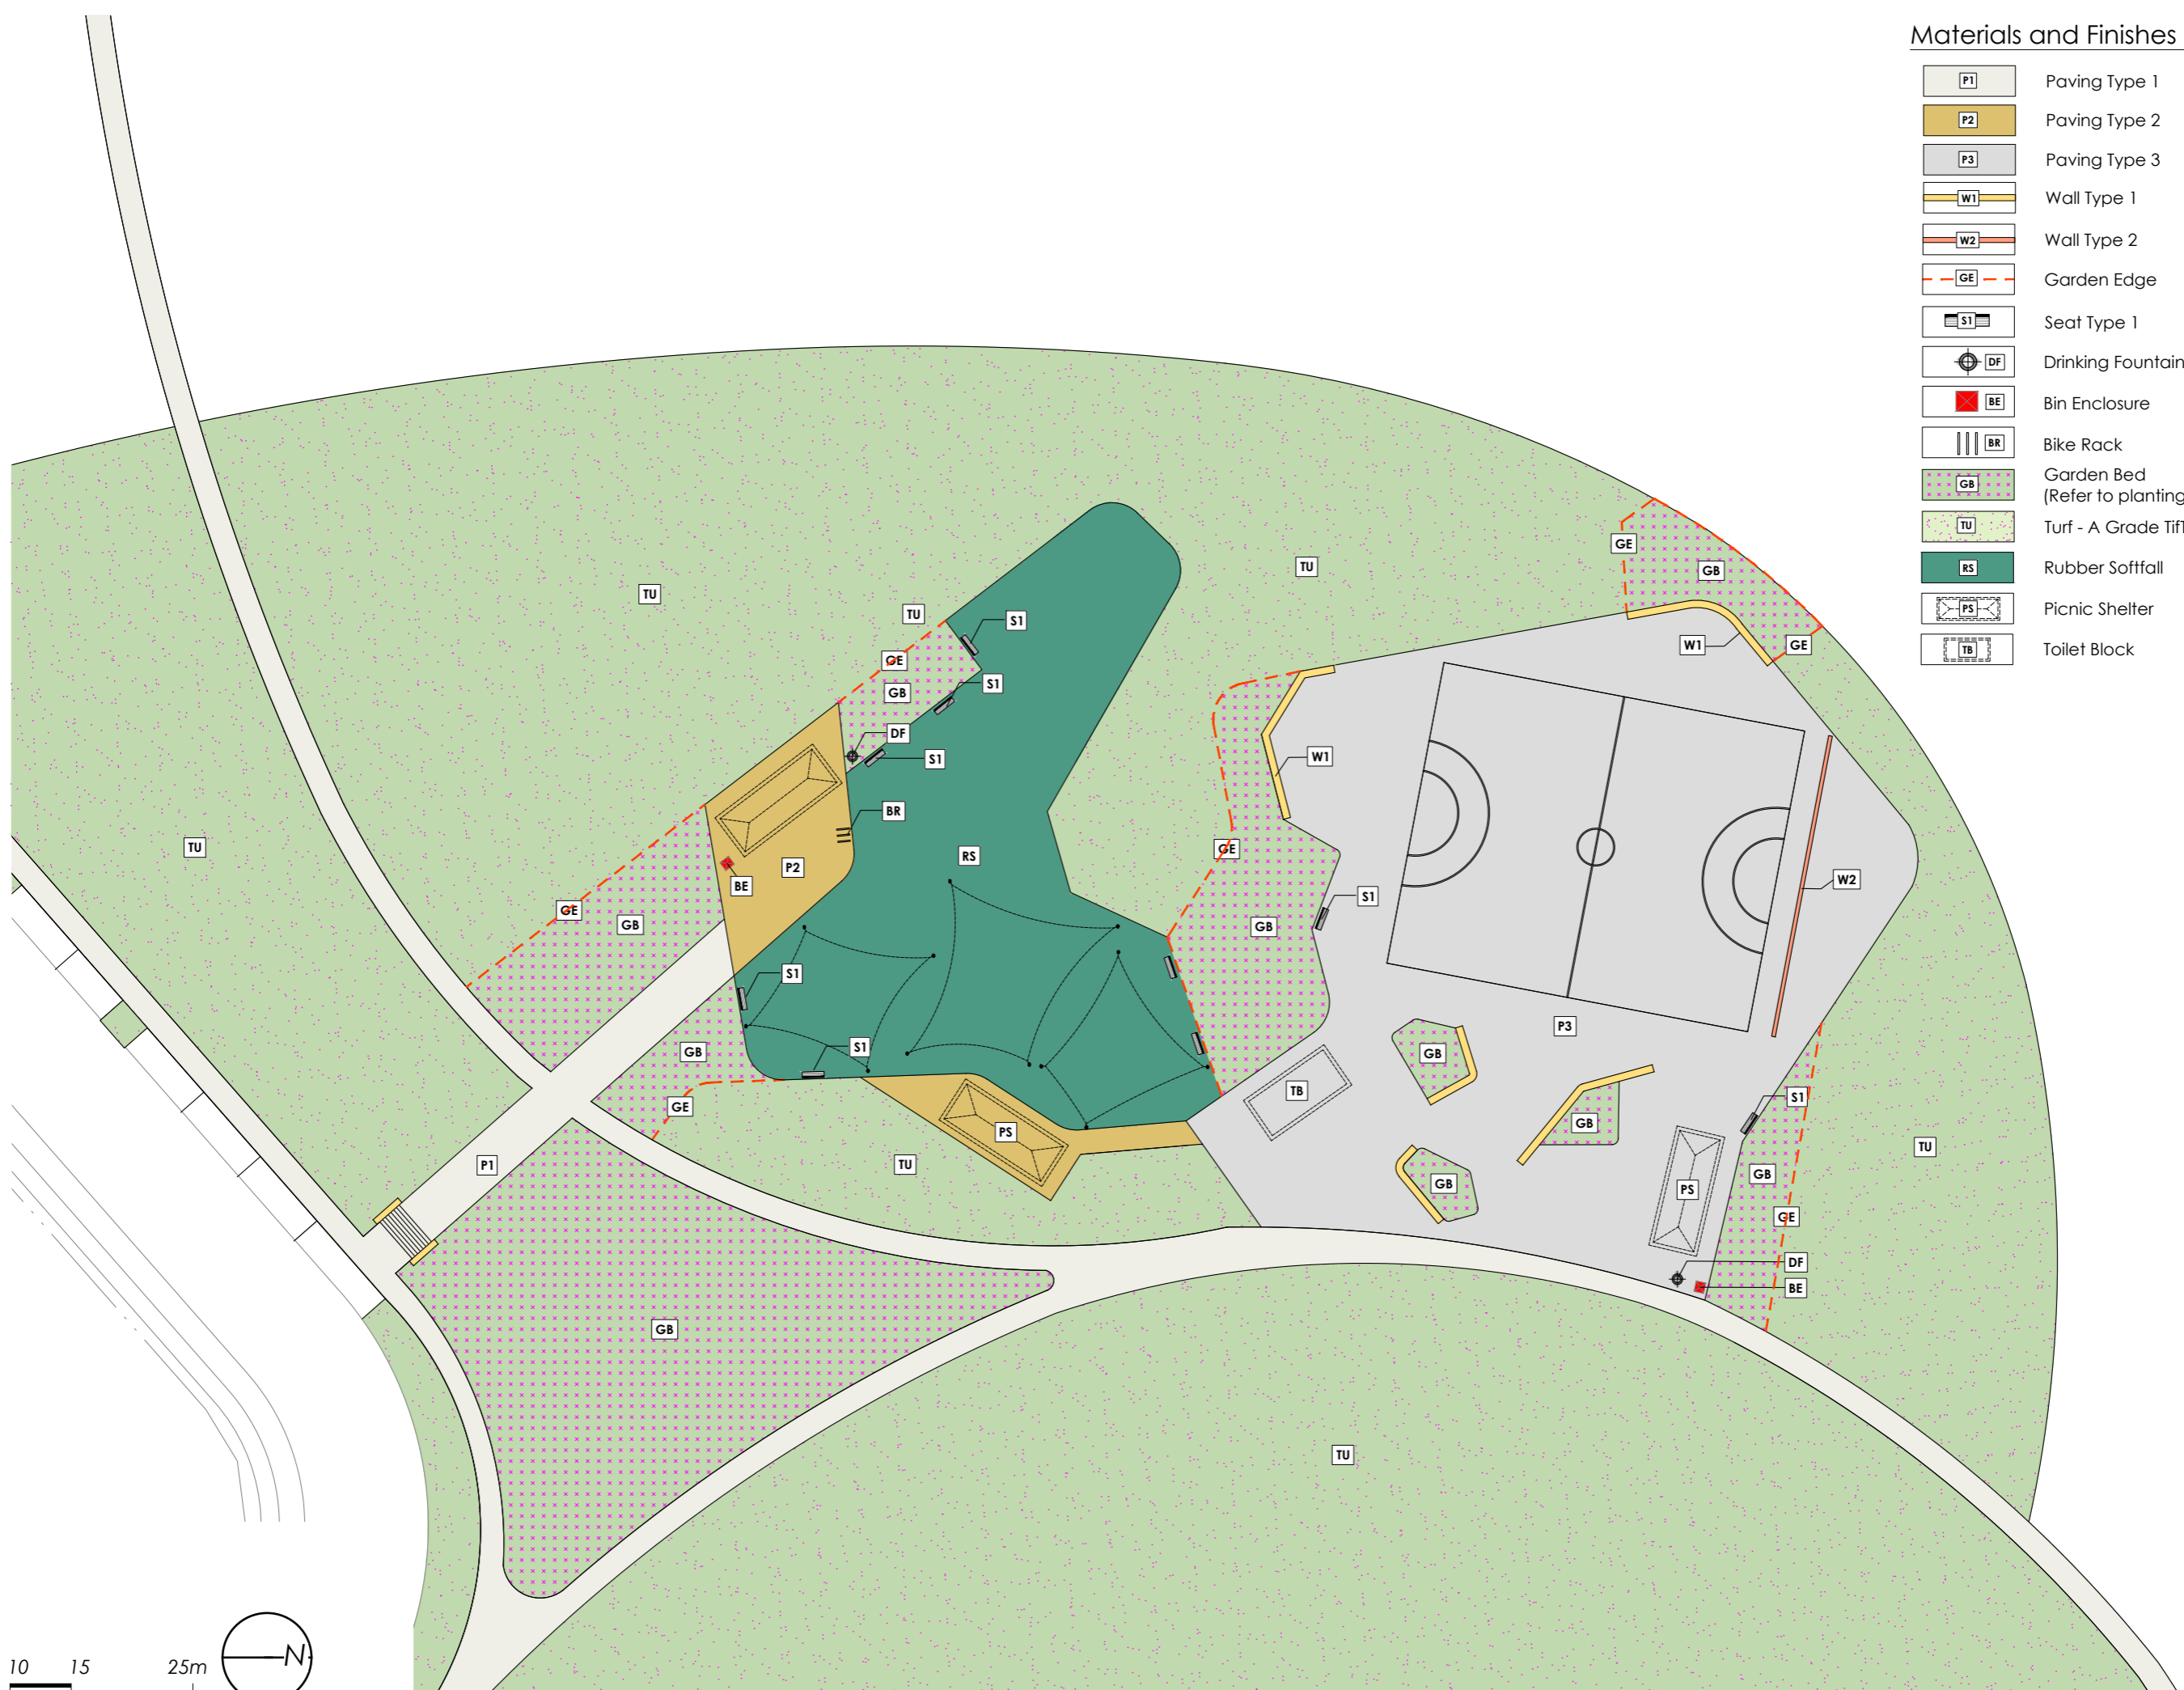 Materials and Finishes
P1 Paving Type 1
P2 Paving Type 2
P3 Paving Type 3
W1 Wall Type 1
W2 Wall Type 2
GE Garden Edge
S1 Seat Type 1
DF Drinking Fountain
BE Bin Enclosure
BR Bike Rack
GB Garden Bed
(Refer to planting
TU Turf - A Grade Tif
RS Rubber Softfall
PS Picnic Shelter
TB Toilet Block
GE
GB
TU
TU
TU
S1
W1
GE
GE
S1
GB
DF
S1
W1
BR
TU
GE
RS
P2
BE
W2
S1
GE
GB
GB
S1
P3
S1
GB
GB
TB
S1
GE
GB
PS
TU
P1
TU
GB
GB
PS
GE
DF
BE
GB
TU
N
10 15 25m